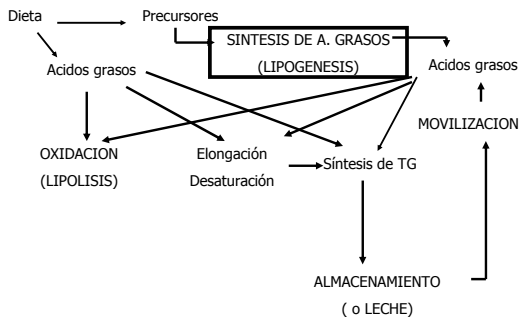 Dieta
Precursores
SINTESIS DE A. GRASOS
(LIPOGENESIS)
Acidos grasos
Acidos grasos
MOVILIZACION
OXIDACION
(LIPOLISIS)
Elongación
Desaturación
Síntesis de TG
ALMACENAMIENTO
( o LECHE)